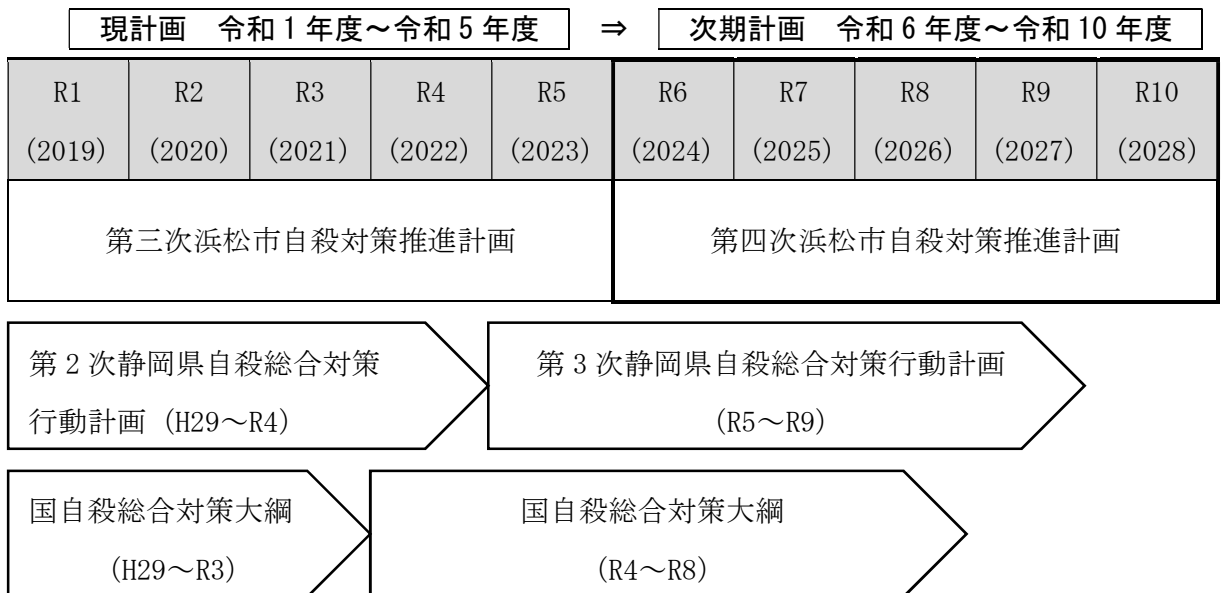 現計画　令和１年度～令和５年度 ⇒ 次期計画　令和６年度～令和10年度
R1 R2 R3 R4 R5 R6 R7 R8 R9 R10
(2019) (2020) (2021) (2022) (2023) (2024) (2025) (2026) (2027) (2028)
第三次浜松市自殺対策推進計画 第四次浜松市自殺対策推進計画
第２次静岡県自殺総合対策
行動計画（H29～R4）
第３次静岡県自殺総合対策行動計画
（R5～R9）
国自殺総合対策大綱
（H29～R3）
国自殺総合対策大綱
（R4～R8）